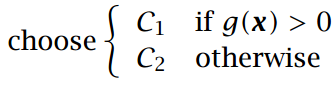 choose { C₁ if g(x) > 0
C₂ otherwise